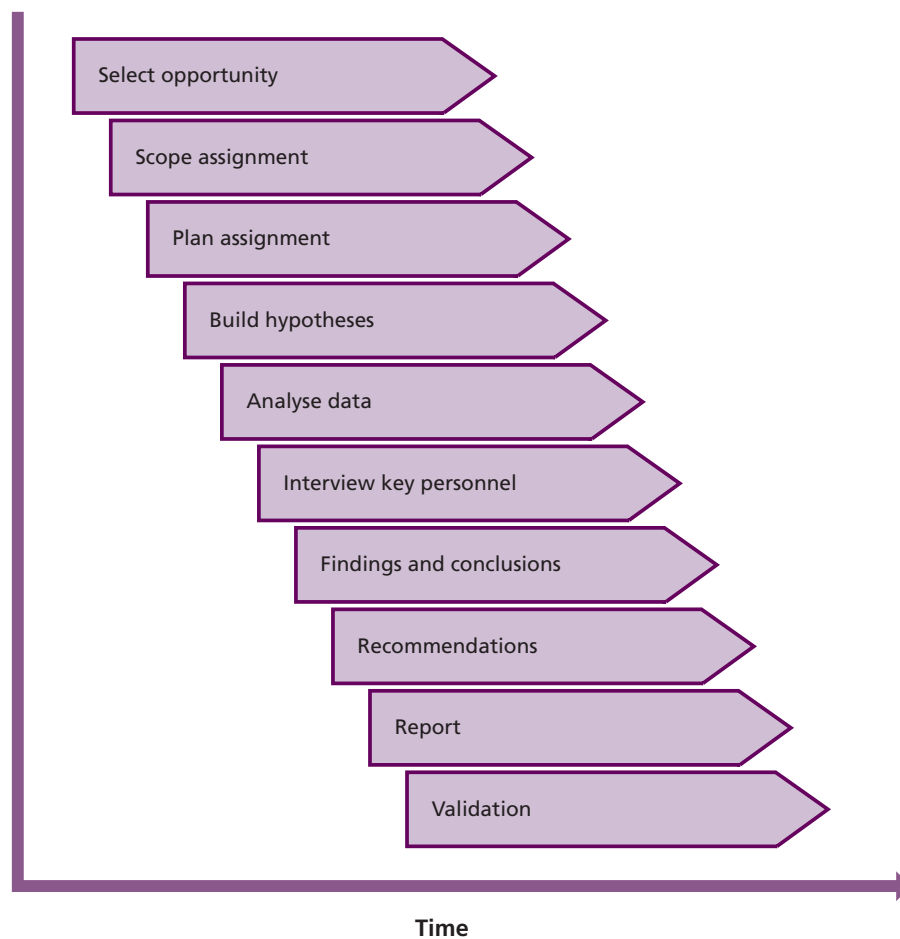 Select opportunity
Scope assignment
Plan assignment
Build hypotheses
Analyse data
Interview key personnel
Findings and conclusions
Recommendations
Report
Validation
Time